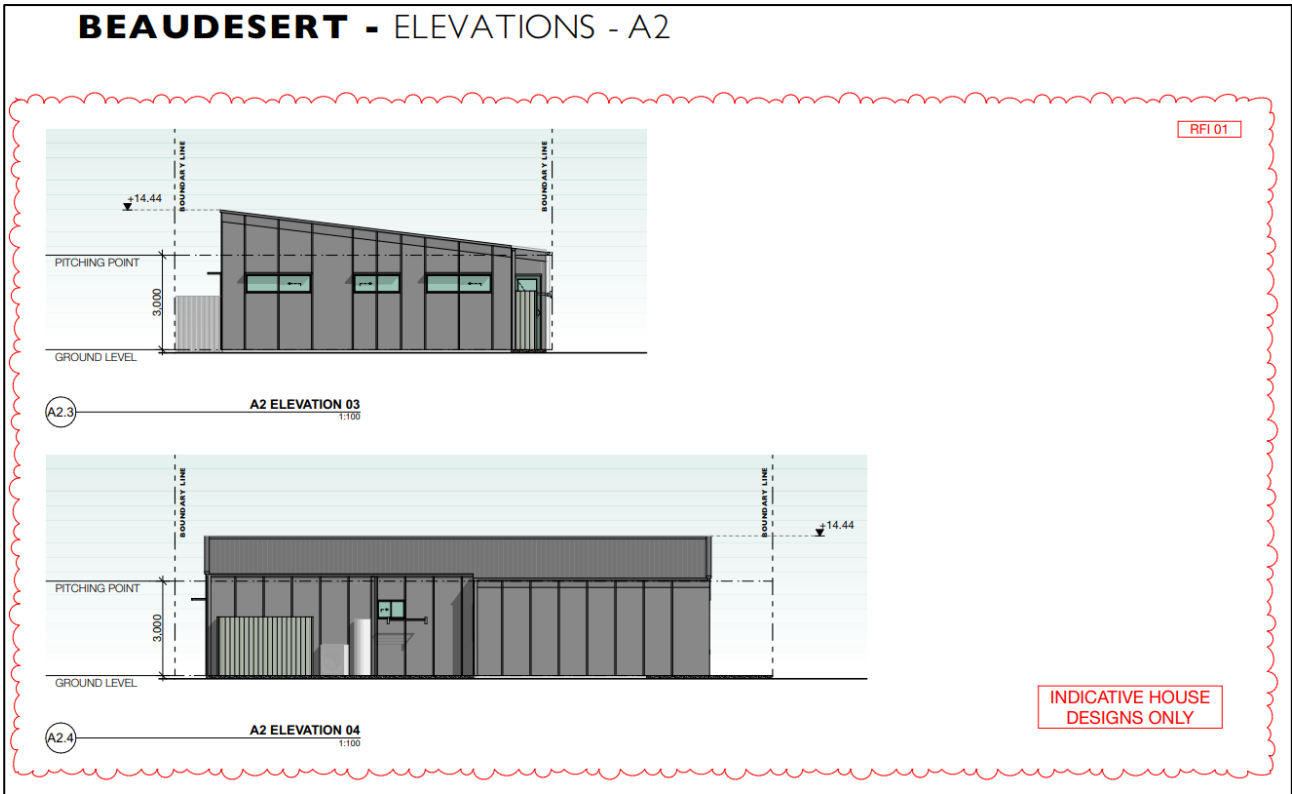 BEAUDESERT - ELEVATIONS - A2
RFI 01
BOUNDARY LINE
BOUNDARY LINE
+14.44
PITCHING POINT
3,000
GROUND LEVEL
A2.3
A2 ELEVATION 03
1:100
BOUNDARY LINE
BOUNDARY LINE
+14.44
PITCHING POINT
3,000
GROUND LEVEL
INDICATIVE HOUSE
DESIGNS ONLY
A2.4
A2 ELEVATION 04
1:100